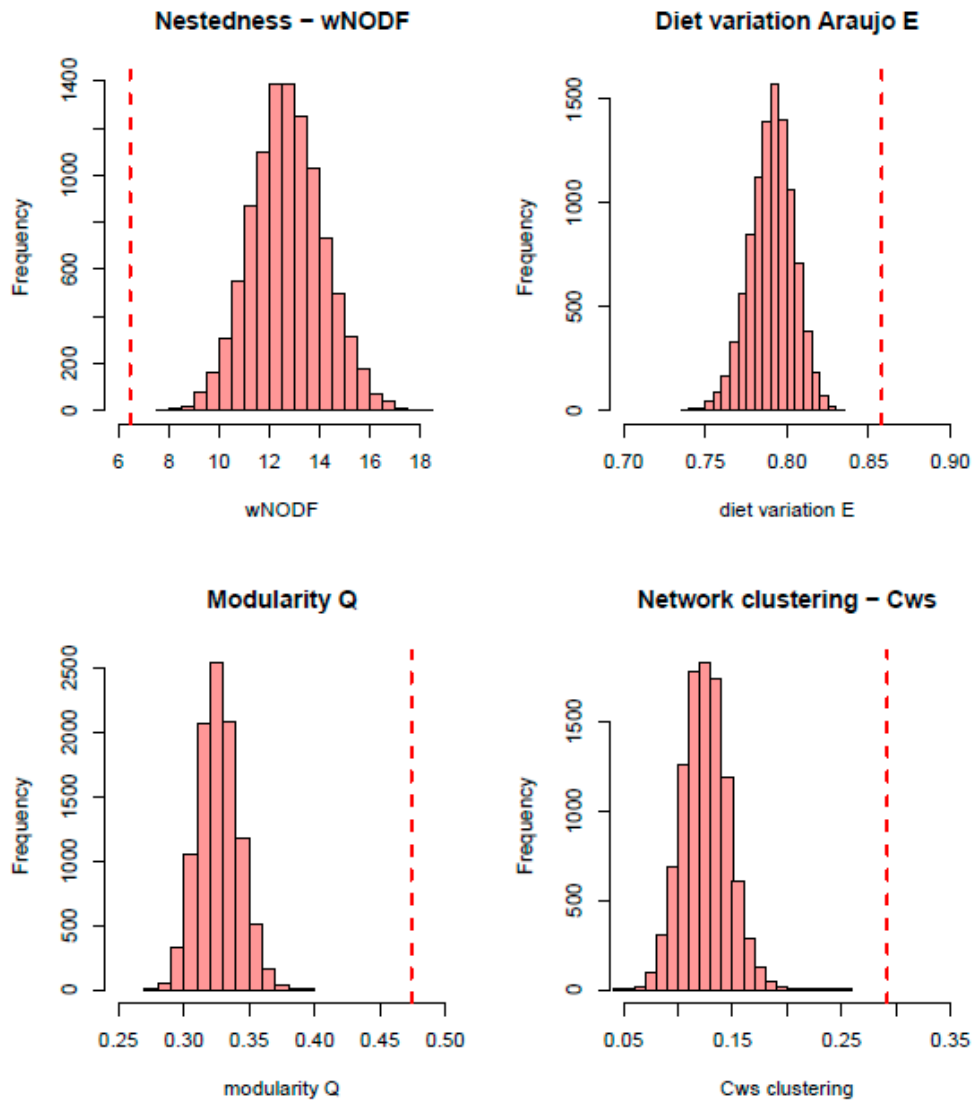 Nestedness − wNODF
Frequency
0 200 600 1000 1400
6 8 10 12 14 16 18
wNODF
Diet variation Araujo E
Frequency
0 500 1000 1500
0.70 0.75 0.80 0.85 0.90
diet variation E
Modularity Q
Frequency
0 500 1000 1500 2000 2500
0.25 0.30 0.35 0.40 0.45 0.50
modularity Q
Network clustering − Cws
Frequency
0 500 1000 1500
0.05 0.15 0.25 0.35
Cws clustering